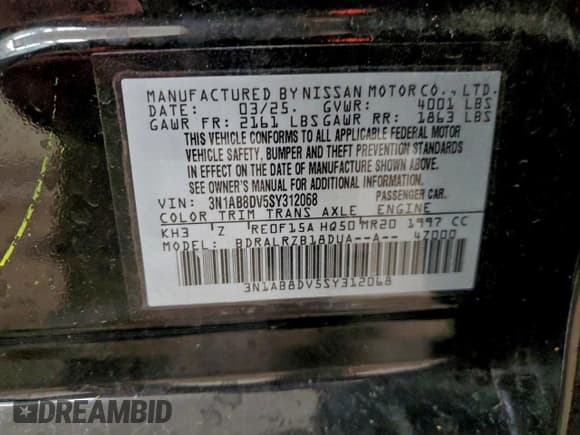 MANUFACTURED BY NISSAN MOTOR CO., LTD.
DATE: 03/25. GVWR: 4001 LBS
GAWR FR: 2161 LBS GAWR RR: 1863 LBS
THIS VEHICLE CONFORMS TO ALL APPLICABLE FEDERAL MOTOR
VEHICLE SAFETY, BUMPER AND THEFT PREVENTION STANDARDS
IN EFFECT ON THE DATE OF MANUFACTURE SHOWN ABOVE.
SEE OWNER'S MANUAL FOR ADDITIONAL INFORMATION.
VIN: 3N1AB8DV5SY312068 PASSENGER CAR.
COLOR TRIM TRANS AXLE ENGINE
KH3 Z RE0F15A HQ50 MR20 1997 CC
MODEL: BDRALRZB18DUA--A-- 47000
3N1AB8DV5SY312068
DREAMBID